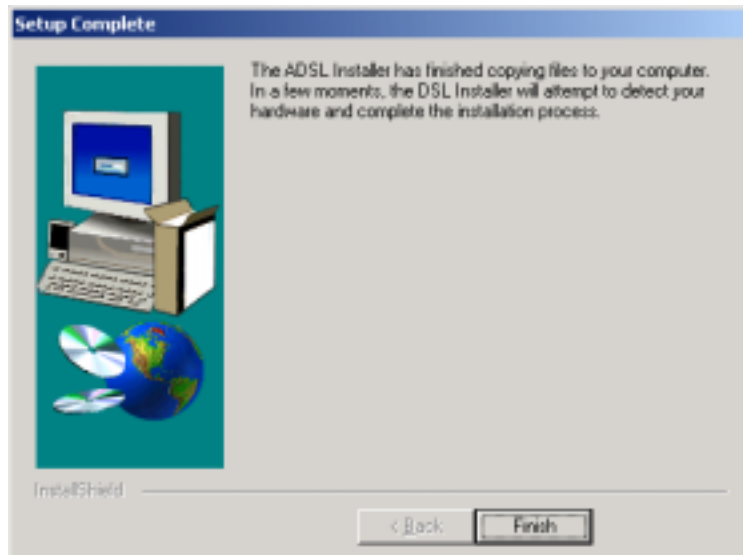 Setup Complete
The ADSL Installer has finished copying files to your computer.
In a few moments, the DSL Installer will attempt to detect your
hardware and complete the installation process.
InstallShield
< Back
Finish